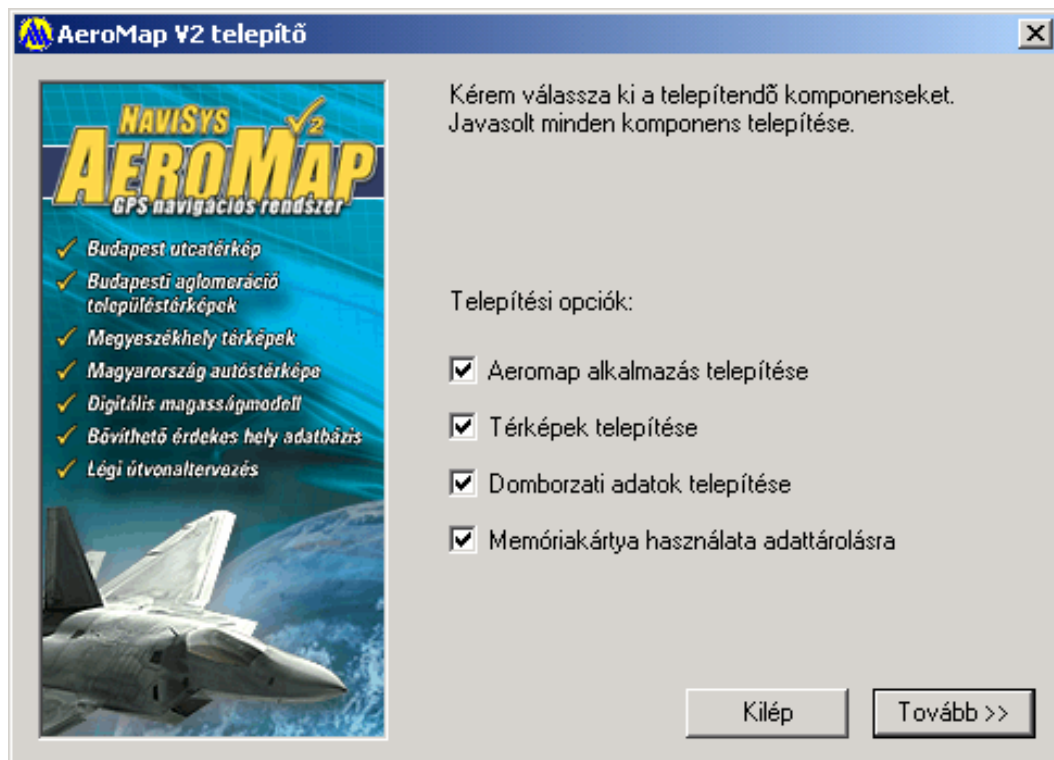 AeroMap V2 telepítő
NAVISYS
V2
AEROMAP
GPS navigációs rendszer
Budapest utcatérkép
Budapesti aglomeráció
településtérképek
Megyeszékhely térképek
Magyarország autóstérképe
Digitális magasságmodell
Bővíthető érdekes hely adatbázis
Légi útvonaltervezés
Kérem válassza ki a telepítendő komponenseket.
Javasolt minden komponens telepítése.
Telepítési opciók:
Aeromap alkalmazás telepítése
Térképek telepítése
Domborzati adatok telepítése
Memóriakártya használata adattárolásra
Kilép
Tovább >>